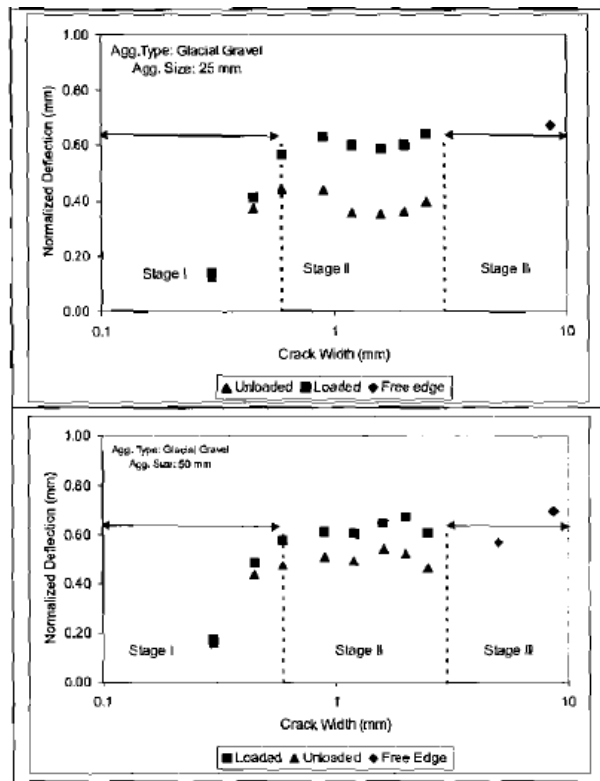 1.00
Agg.Type: Glacial Gravel
Agg. Size: 25 mm
0.80
0.60
0.40
0.20
0.00
Normalized Deflection (mm)
Stage I
Stage II
Stage III
0.1
1
10
Crack Width (mm)
▲ Unloaded ■ Loaded ◆ Free edge
1.00
Agg. Type: Glacial Gravel
Agg. Size: 50 mm
0.80
0.60
0.40
0.20
0.00
Normalized Deflection (mm)
Stage I
Stage II
Stage III
0.1
1
10
Crack Width (mm)
■ Loaded ▲ Unloaded ◆ Free Edge